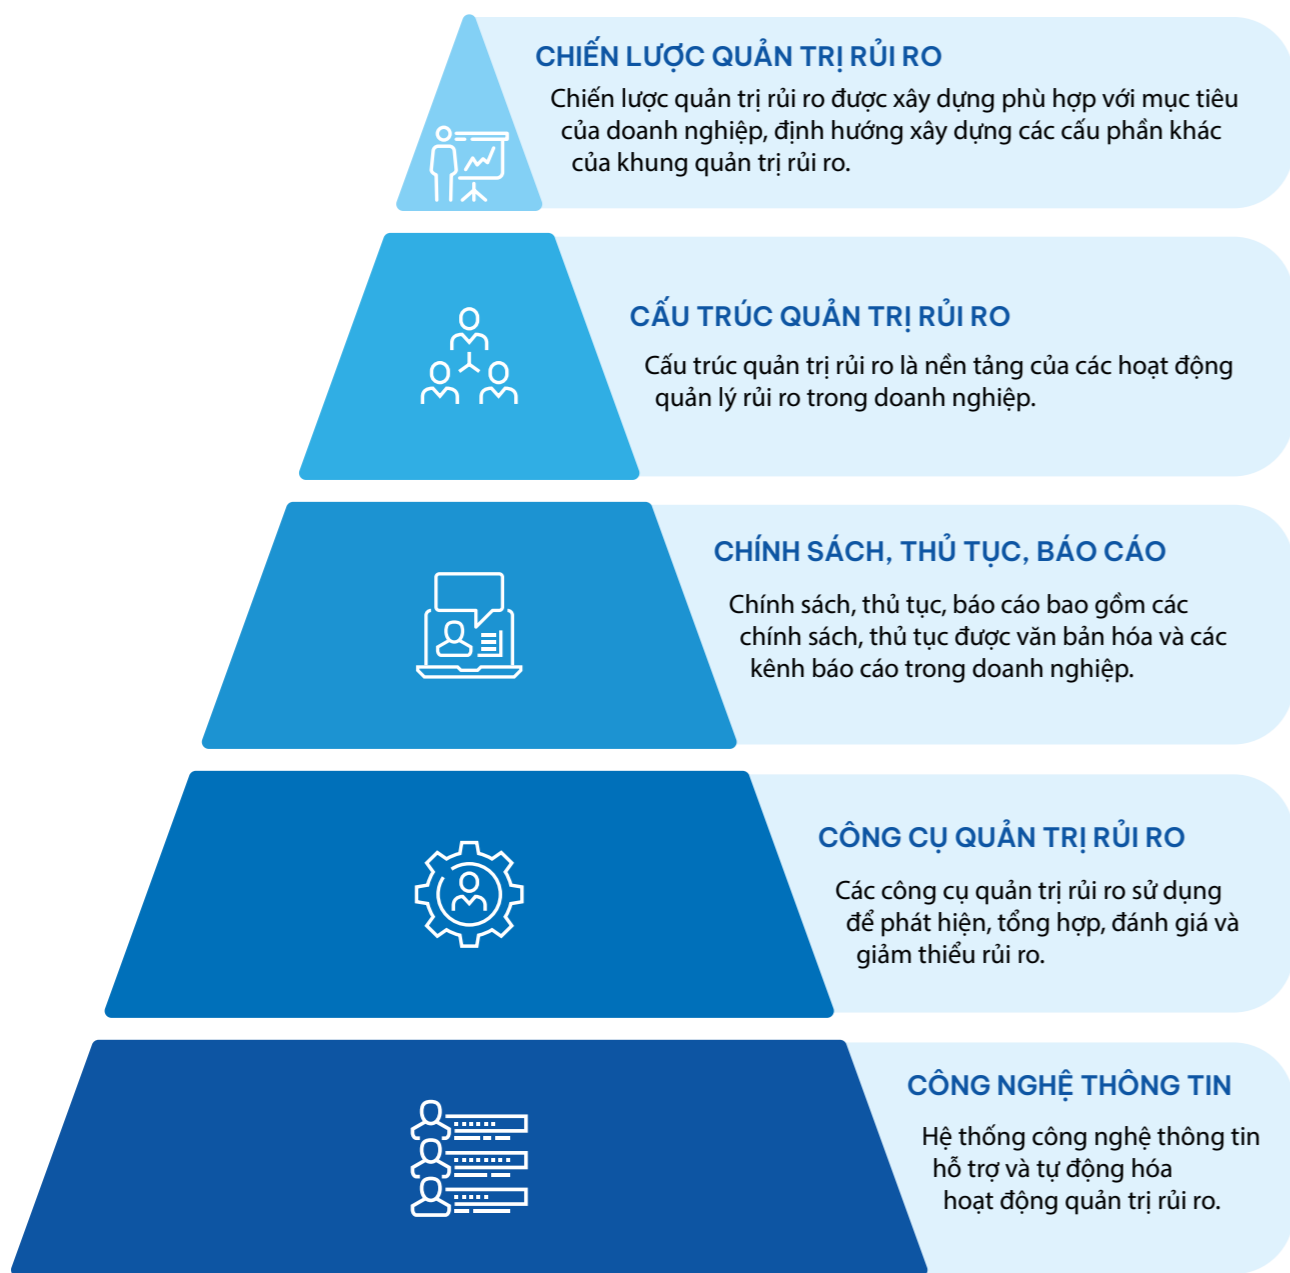 CHIẾN LƯỢC QUẢN TRỊ RỦI RO
Chiến lược quản trị rủi ro được xây dựng phù hợp với mục tiêu
của doanh nghiệp, định hướng xây dựng các cấu phần khác
của khung quản trị rủi ro.
CẤU TRÚC QUẢN TRỊ RỦI RO
Cấu trúc quản trị rủi ro là nền tảng của các hoạt động
quản lý rủi ro trong doanh nghiệp.
CHÍNH SÁCH, THỦ TỤC, BÁO CÁO
Chính sách, thủ tục, báo cáo bao gồm các
chính sách, thủ tục được văn bản hóa và các
kênh báo cáo trong doanh nghiệp.
CÔNG CỤ QUẢN TRỊ RỦI RO
Các công cụ quản trị rủi ro sử dụng
để phát hiện, tổng hợp, đánh giá và
giảm thiểu rủi ro.
CÔNG NGHỆ THÔNG TIN
Hệ thống công nghệ thông tin
hỗ trợ và tự động hóa
hoạt động quản trị rủi ro.